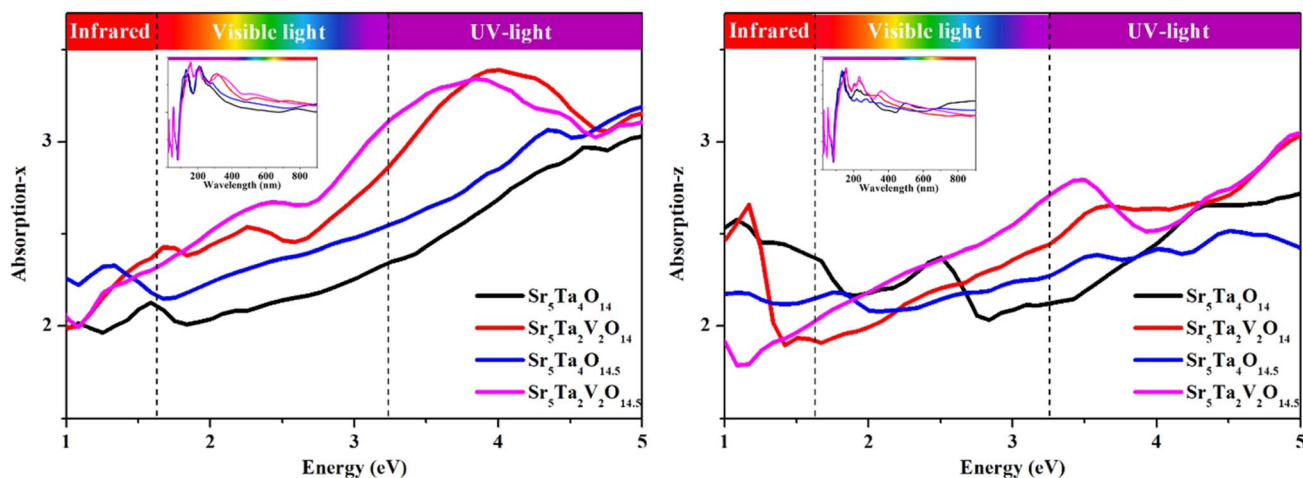 Infrared Visible light UV-light
Absorption-x
3
2
200 400 600 800
Wavelength (nm)
Sr5Ta4O14
Sr5Ta2V2O14
Sr5Ta4O14.5
Sr5Ta2V2O14.5
1 2 3 4 5
Energy (eV)
Infrared Visible light UV-light
Absorption-z
3
2
200 400 600 800
Wavelength (nm)
Sr5Ta4O14
Sr5Ta2V2O14
Sr5Ta4O14.5
Sr5Ta2V2O14.5
1 2 3 4 5
Energy (eV)